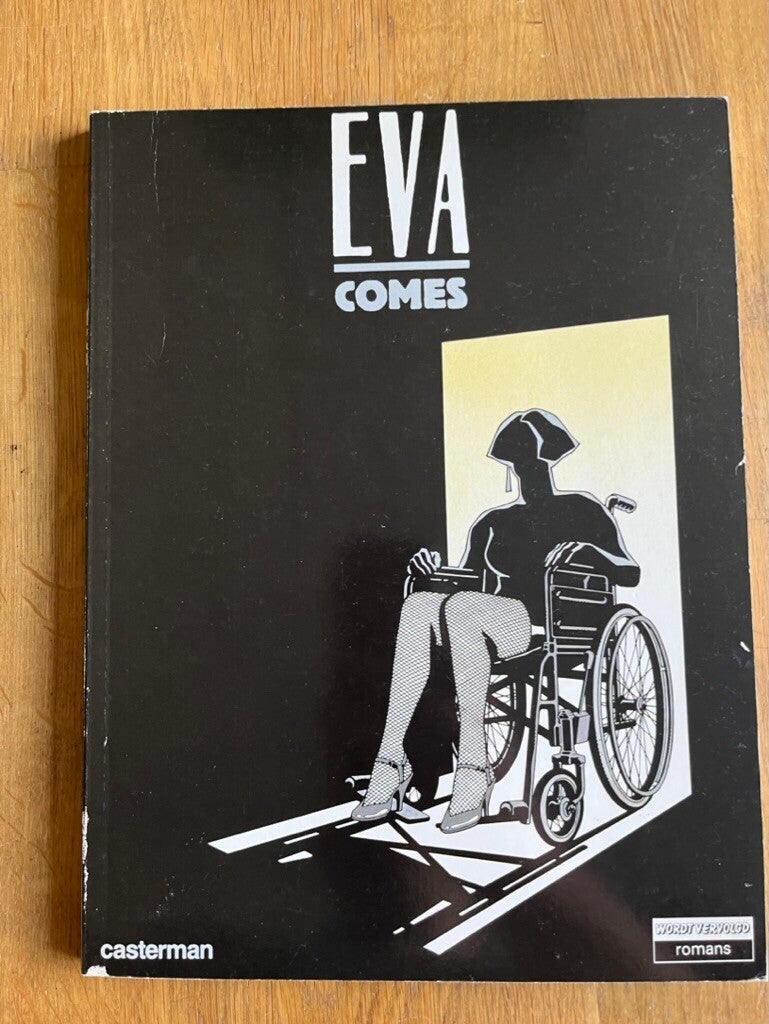 EVA
COMES
casterman
WORDT VERVOLGD
romans